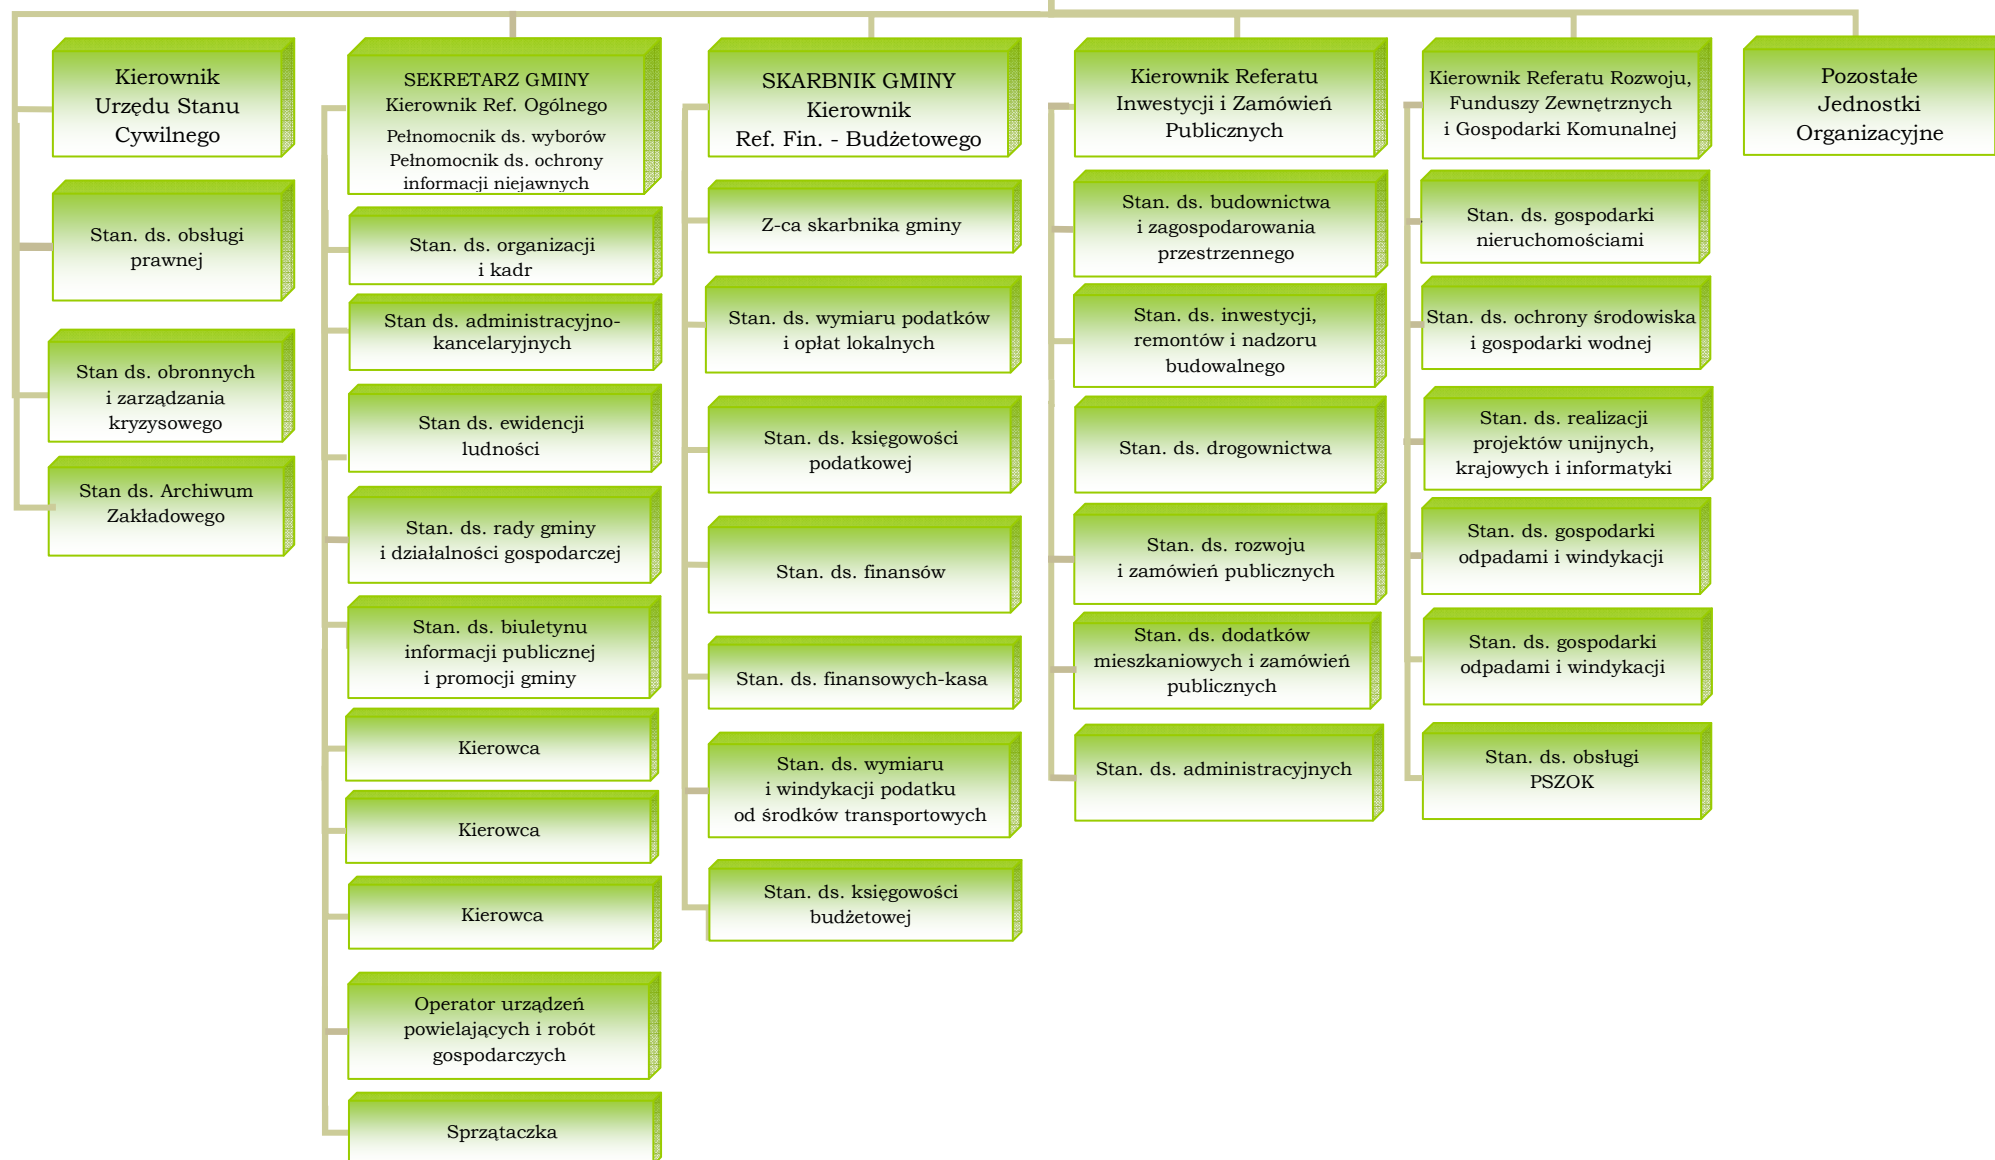 Kierownik
Urzędu Stanu
Cywilnego
Stan. ds. obsługi
prawnej
Stan ds. obronnych
i zarządzania
kryzysowego
Stan ds. Archiwum
Zakładowego
SEKRETARZ GMINY
Kierownik Ref. Ogólnego
Pełnomocnik ds. wyborów
Pełnomocnik ds. ochrony
informacji niejawnych
Stan. ds. organizacji
i kadr
Stan ds. administracyjno-
kancelaryjnych
Stan ds. ewidencji
ludności
Stan. ds. rady gminy
i działalności gospodarczej
Stan. ds. biuletynu
informacji publicznej
i promocji gminy
Kierowca
Kierowca
Kierowca
Operator urządzeń
powielających i robót
gospodarczych
Sprzątaczka
SKARBNIK GMINY
Kierownik
Ref. Fin. - Budżetowego
Z-ca skarbnika gminy
Stan. ds. wymiaru podatków
i opłat lokalnych
Stan. ds. księgowości
podatkowej
Stan. ds. finansów
Stan. ds. finansowych-kasa
Stan. ds. wymiaru
i windykacji podatku
od środków transportowych
Stan. ds. księgowości
budżetowej
Kierownik Referatu
Inwestycji i Zamówień
Publicznych
Stan. ds. budownictwa
i zagospodarowania
przestrzennego
Stan. ds. inwestycji,
remontów i nadzoru
budowalnego
Stan. ds. drogownictwa
Stan. ds. rozwoju
i zamówień publicznych
Stan. ds. dodatków
mieszkaniowych i zamówień
publicznych
Stan. ds. administracyjnych
Kierownik Referatu Rozwoju,
Funduszy Zewnętrznych
i Gospodarki Komunalnej
Stan. ds. gospodarki
nieruchomościami
Stan. ds. ochrony środowiska
i gospodarki wodnej
Stan. ds. realizacji
projektów unijnych,
krajowych i informatyki
Stan. ds. gospodarki
odpadami i windykacji
Stan. ds. gospodarki
odpadami i windykacji
Stan. ds. obsługi
PSZOK
Pozostałe
Jednostki
Organizacyjne